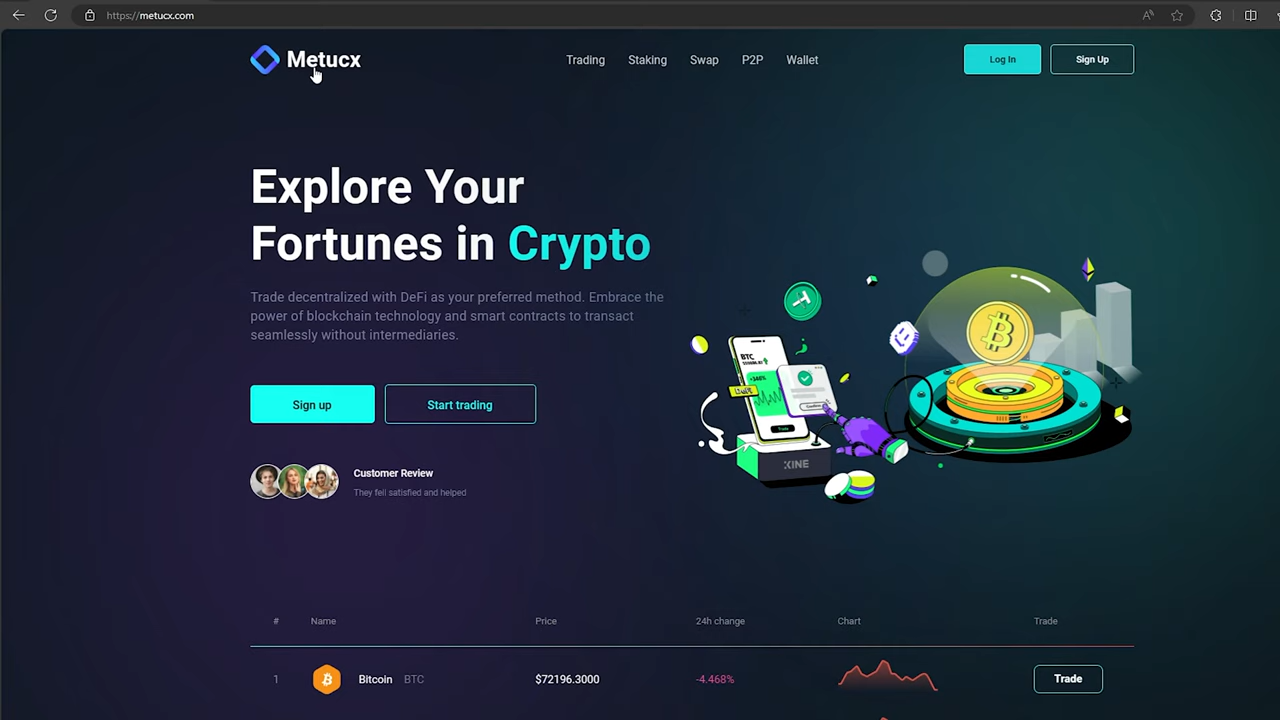 https://metucx.com
Metucx
Trading
Staking
Swap
P2P
Wallet
Log In
Sign Up
Explore Your
Fortunes in Crypto
Trade decentralized with DeFi as your preferred method. Embrace the
power of blockchain technology and smart contracts to transact
seamlessly without intermediaries.
Sign up
Start trading
BTC
XINE
Customer Review
They fell satisfied and helped
# Name Price 24h change Chart Trade
1 Bitcoin BTC $72196.3000 -4.468% Trade